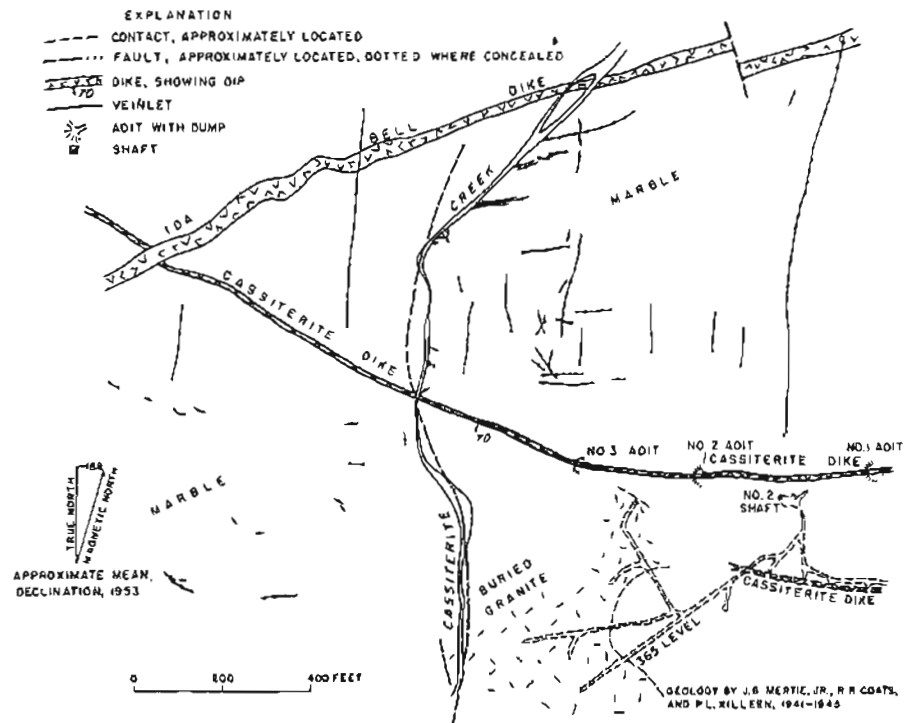 EXPLANATION
CONTACT, APPROXIMATELY LOCATED
FAULT, APPROXIMATELY LOCATED, DOTTED WHERE CONCEALED
DIKE, SHOWING DIP
70
VEINLET
ADIT WITH DUMP
SHAFT
IDA BELL DIKE
CREEK
MARBLE
CASSITERITE DIKE
70
NO. 3 ADIT
NO. 2 ADIT
NO. 1 ADIT
CASSITERITE DIKE
NO. 2
SHAFT
MARBLE
TRUE NORTH
MAGNETIC NORTH
APPROXIMATE MEAN,
DECLINATION, 1953
CASSITERITE
BURIED
GRANITE
CASSITERITE DIKE
365 LEVEL
0
400 FEET
GEOLOGY BY J.B. MERTIE, JR., R R COATS,
AND P L. KILLEEN, 1941-1943